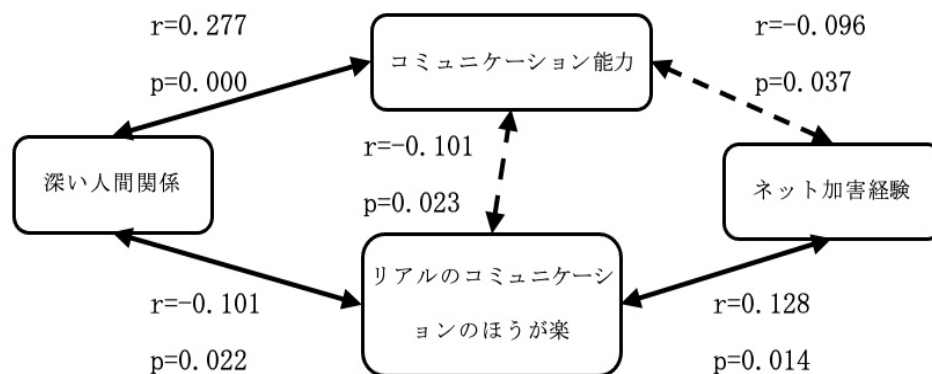 r=0.277
p=0.000
コミュニケーション能力
r=-0.096
p=0.037
深い人間関係
r=-0.101
p=0.023
ネット加害経験
リアルのコミュニケーシ
ョンのほうが楽
r=-0.101
p=0.022
r=0.128
p=0.014